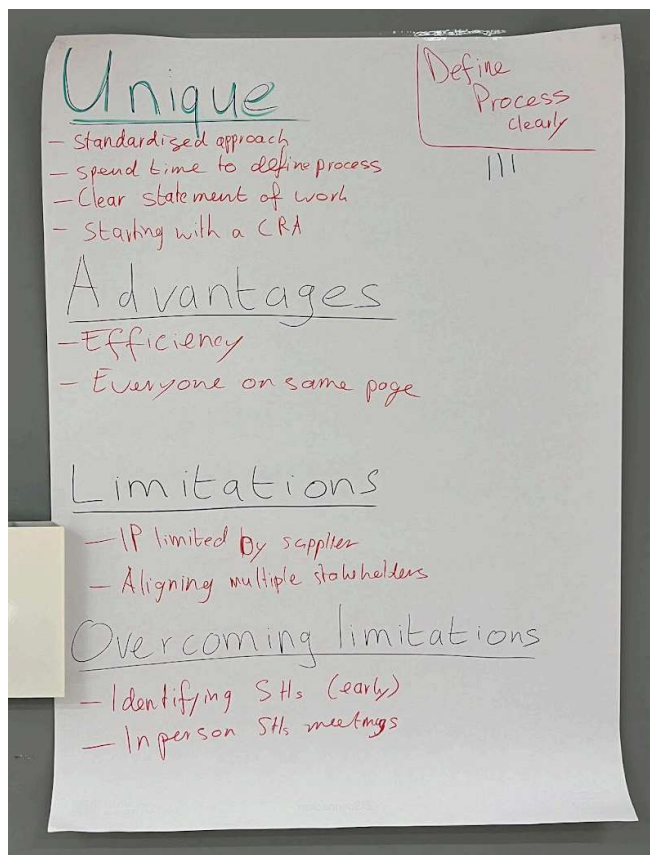 Unique
- Standardised approach
- Spend time to define process
- Clear statement of work
- Starting with a CRA
Define
Process
clearly
III
Advantages
- Efficiency
- Everyone on same page
Limitations
- IP limited by supplier
- Aligning multiple stakeholders
Overcoming limitations
- Identifying SHs (early)
- In person SHs meetings